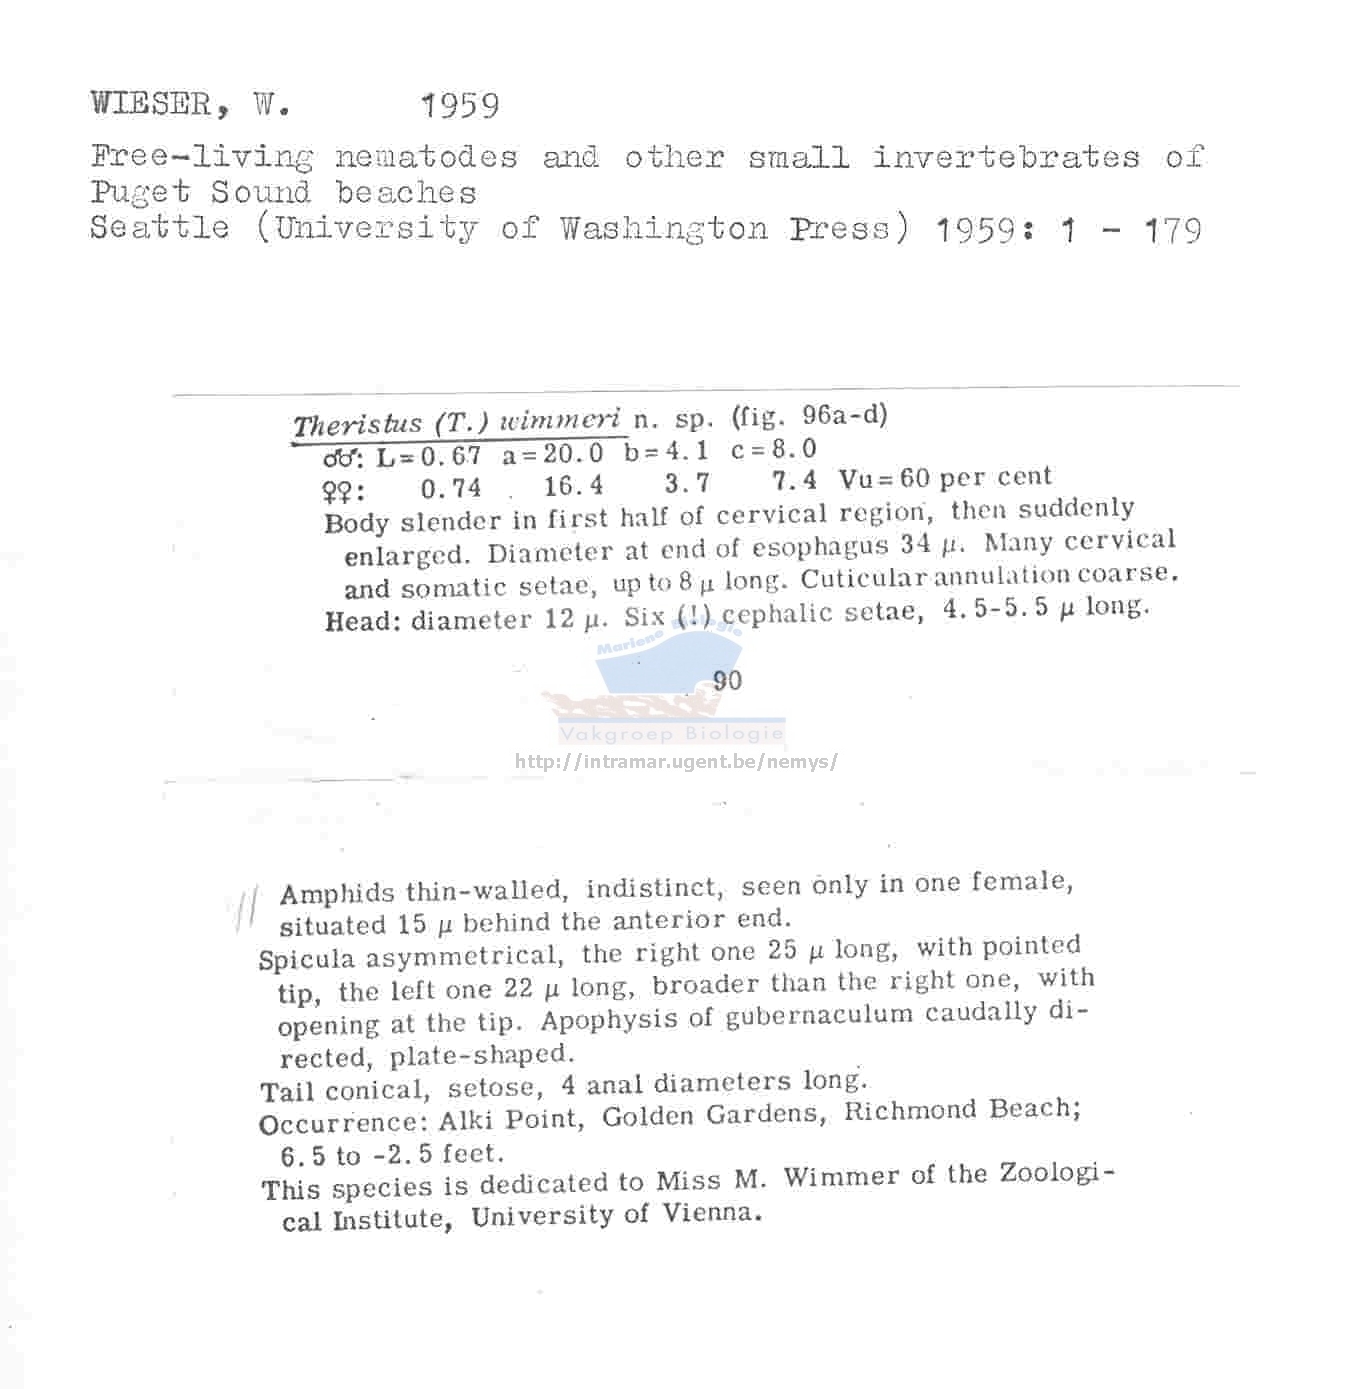 WIESER, W. 1959
Free-living nematodes and other small invertebrates of
Puget Sound beaches
Seattle (University of Washington Press) 1959: 1 - 179
Theristus (T.) wimmeri n. sp. (fig. 96a-d)
♂♂: L=0.67 a=20.0 b=4.1 c=8.0
♀♀: 0.74 16.4 3.7 7.4 Vu=60 per cent
Body slender in first half of cervical region, then suddenly
enlarged. Diameter at end of esophagus 34 μ. Many cervical
and somatic setae, up to 8 μ long. Cuticular annulation coarse.
Head: diameter 12 μ. Six (!) cephalic setae, 4.5-5.5 μ long.
Mariene Biologie
90
Vakgroep Biologie
http://intramar.ugent.be/nemys/
Amphids thin-walled, indistinct, seen only in one female,
situated 15 μ behind the anterior end.
Spicula asymmetrical, the right one 25 μ long, with pointed
tip, the left one 22 μ long, broader than the right one, with
opening at the tip. Apophysis of gubernaculum caudally di-
rected, plate-shaped.
Tail conical, setose, 4 anal diameters long.
Occurrence: Alki Point, Golden Gardens, Richmond Beach;
6.5 to -2.5 feet.
This species is dedicated to Miss M. Wimmer of the Zoologi-
cal Institute, University of Vienna.